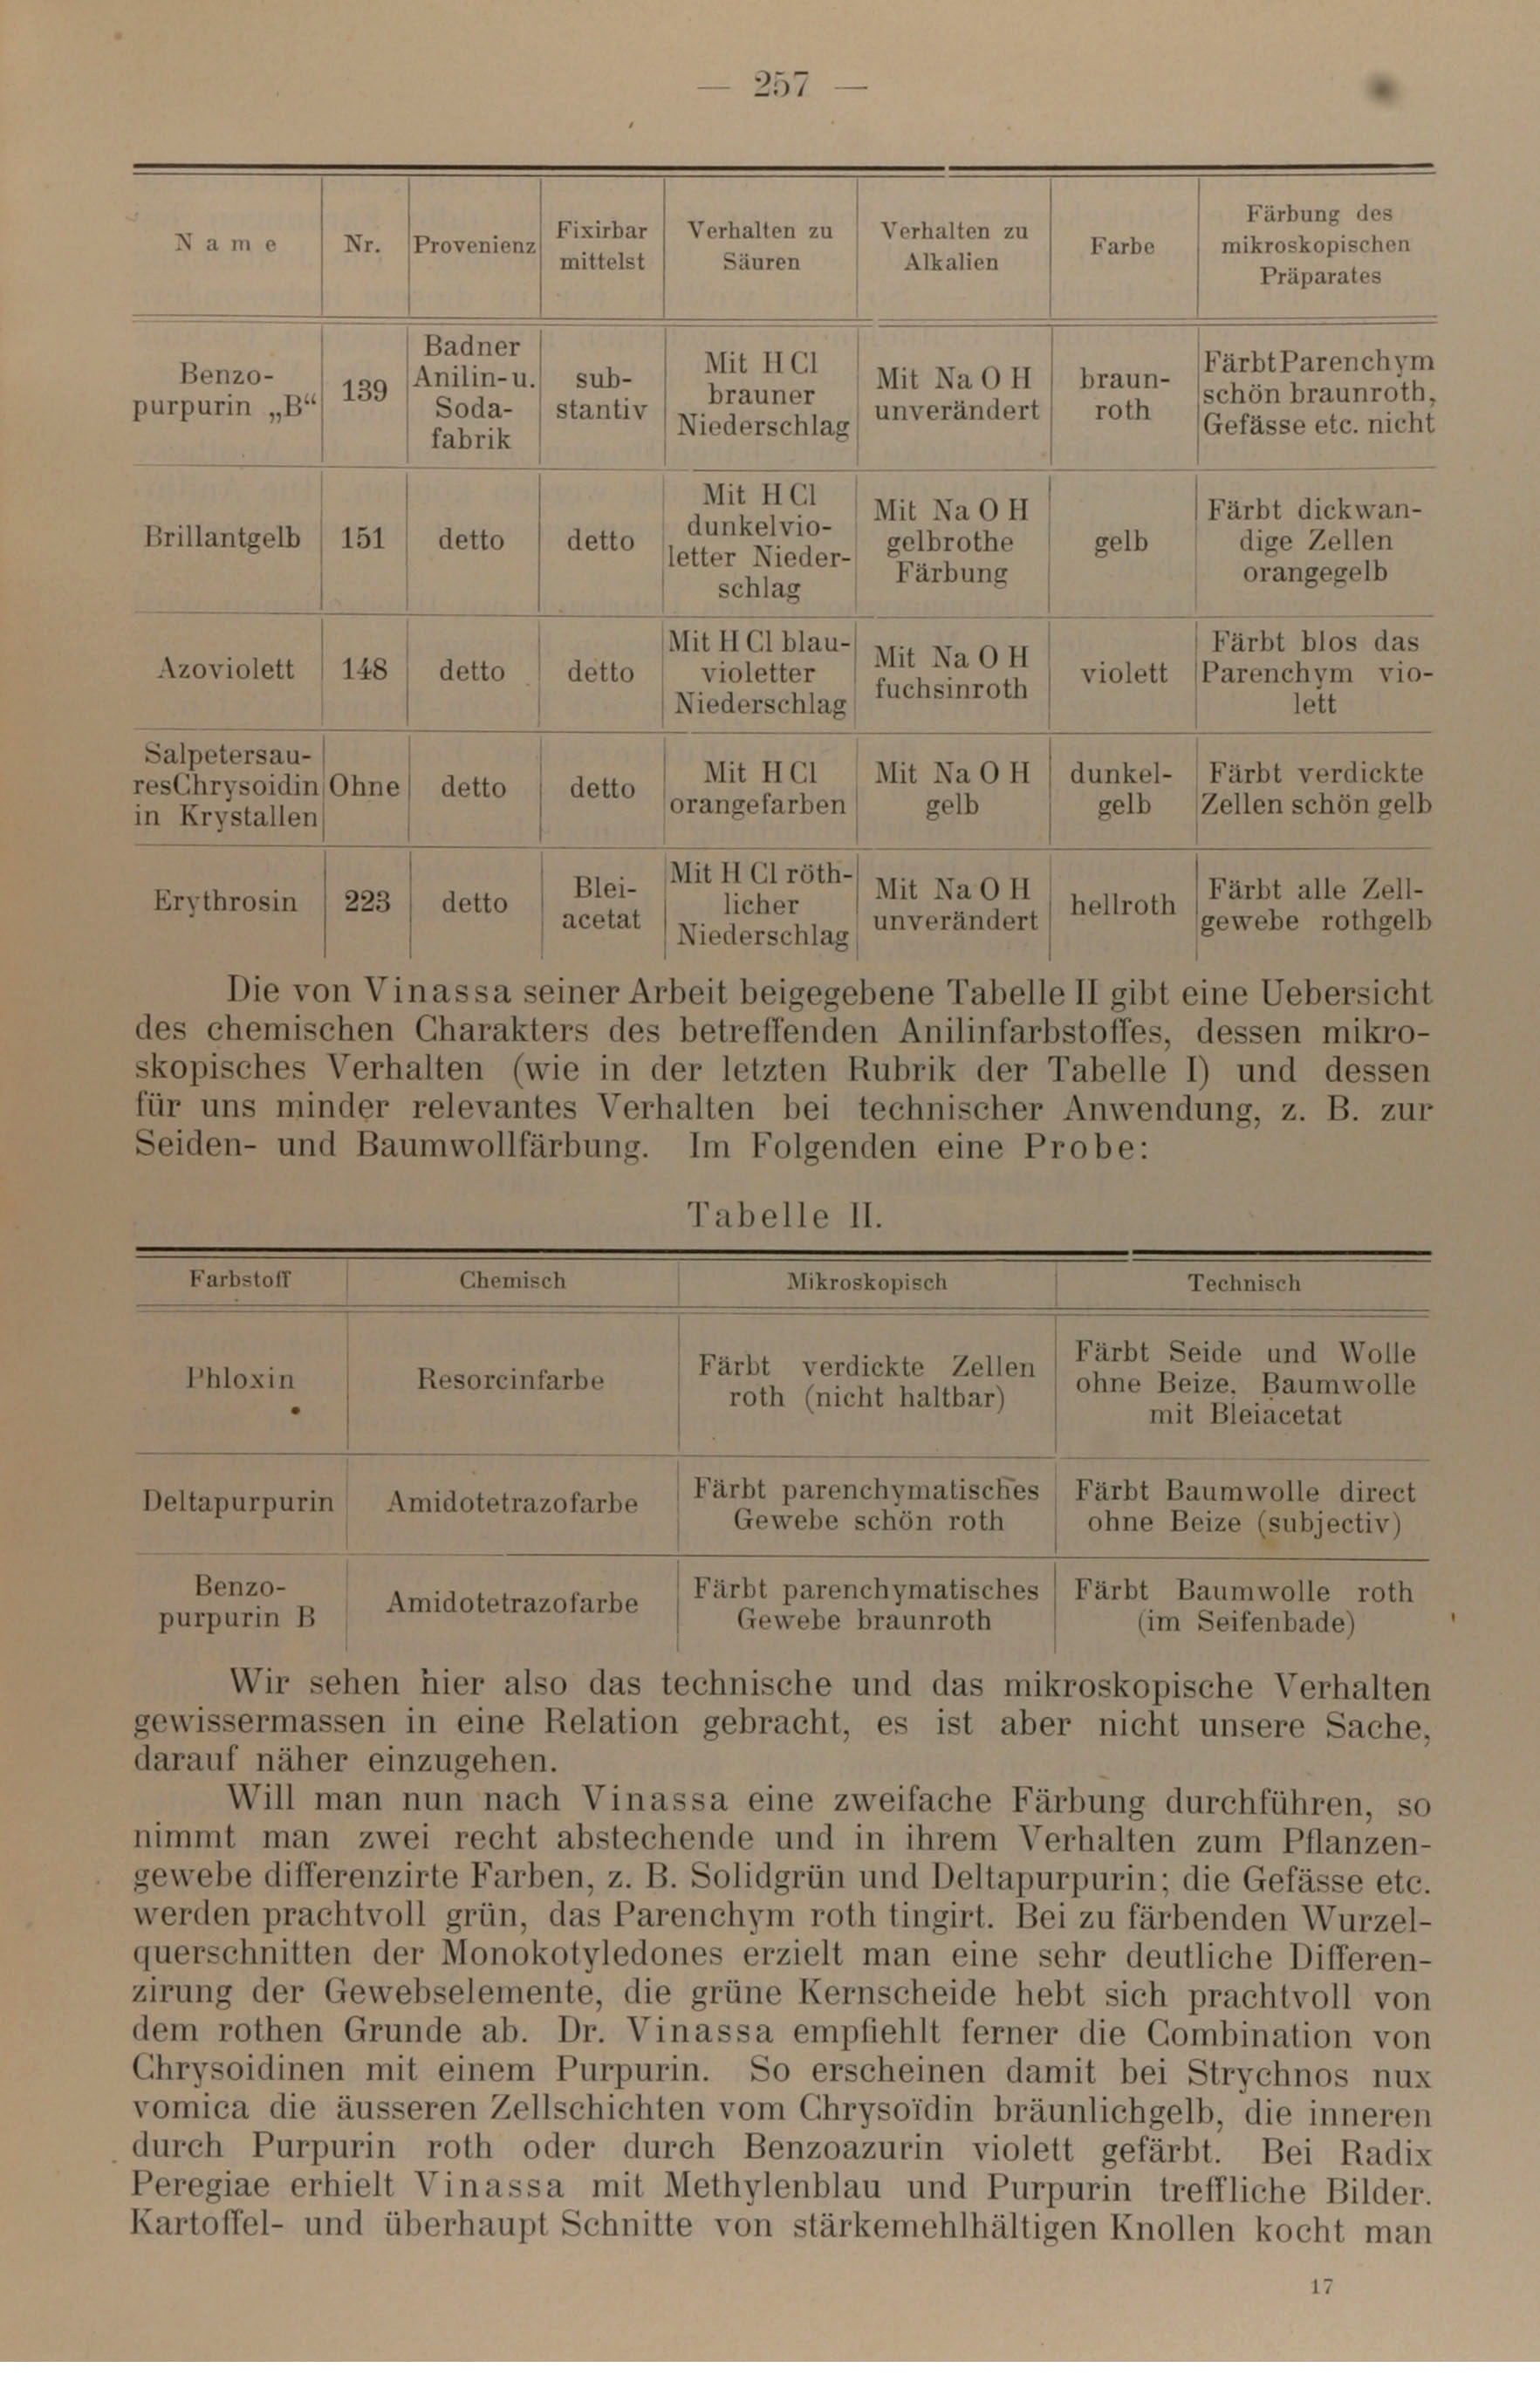 — 257 —
Name | Nr. | Provenienz | Fixirbar mittelst | Verhalten zu Säuren | Verhalten zu Alkalien | Farbe | Färbung des mikroskopischen Präparates
Benzo-purpurin „B“ | 139 | Badner Anilin-u. Soda-fabrik | sub-stantiv | Mit HCl brauner Niederschlag | Mit NaOH unverändert | braun-roth | Färbt Parenchym schön braunroth, Gefässe etc. nicht
Brillantgelb | 151 | detto | detto | Mit HCl dunkelvio-letter Nieder-schlag | Mit NaOH gelbrothe Färbung | gelb | Färbt dickwan-dige Zellen orangegelb
Azoviolett | 148 | detto | detto | Mit HCl blau-violetter Niederschlag | Mit NaOH fuchsinroth | violett | Färbt blos das Parenchym vio-lett
Salpetersau-res Chrysoidin in Krystallen | Ohne | detto | detto | Mit HCl orangefarben | Mit NaOH gelb | dunkel-gelb | Färbt verdickte Zellen schön gelb
Erythrosin | 223 | detto | Blei-acetat | Mit HCl röth-licher Niederschlag | Mit NaOH unverändert | hellroth | Färbt alle Zell-gewebe rothgelb
Die von Vinassa seiner Arbeit beigegebene Tabelle II gibt eine Uebersicht
des chemischen Charakters des betreffenden Anilinfarbstoffes, dessen mikro-
skopisches Verhalten (wie in der letzten Rubrik der Tabelle I) und dessen
für uns minder relevantes Verhalten bei technischer Anwendung, z. B. zur
Seiden- und Baumwollfärbung. Im Folgenden eine Probe:
Tabelle II.
Farbstoff | Chemisch | Mikroskopisch | Technisch
Phloxin | Resorcinfarbe | Färbt verdickte Zellen roth (nicht haltbar) | Färbt Seide und Wolle ohne Beize, Baumwolle mit Bleiacetat
Deltapurpurin | Amidotetrazofarbe | Färbt parenchymatisches Gewebe schön roth | Färbt Baumwolle direct ohne Beize (subjectiv)
Benzo-purpurin B | Amidotetrazofarbe | Färbt parenchymatisches Gewebe braunroth | Färbt Baumwolle roth (im Seifenbade)
Wir sehen hier also das technische und das mikroskopische Verhalten
gewissermassen in eine Relation gebracht, es ist aber nicht unsere Sache,
darauf näher einzugehen.
Will man nun nach Vinassa eine zweifache Färbung durchführen, so
nimmt man zwei recht abstechende und in ihrem Verhalten zum Pflanzen-
gewebe differenzirte Farben, z. B. Solidgrün und Deltapurpurin; die Gefässe etc.
werden prachtvoll grün, das Parenchym roth tingirt. Bei zu färbenden Wurzel-
querschnitten der Monokotyledones erzielt man eine sehr deutliche Differen-
zirung der Gewebselemente, die grüne Kernscheide hebt sich prachtvoll von
dem rothen Grunde ab. Dr. Vinassa empfiehlt ferner die Combination von
Chrysoidinen mit einem Purpurin. So erscheinen damit bei Strychnos nux
vomica die äusseren Zellschichten vom Chrysoïdin bräunlichgelb, die inneren
durch Purpurin roth oder durch Benzoazurin violett gefärbt. Bei Radix
Peregiae erhielt Vinassa mit Methylenblau und Purpurin treffliche Bilder.
Kartoffel- und überhaupt Schnitte von stärkemehlhältigen Knollen kocht man
17